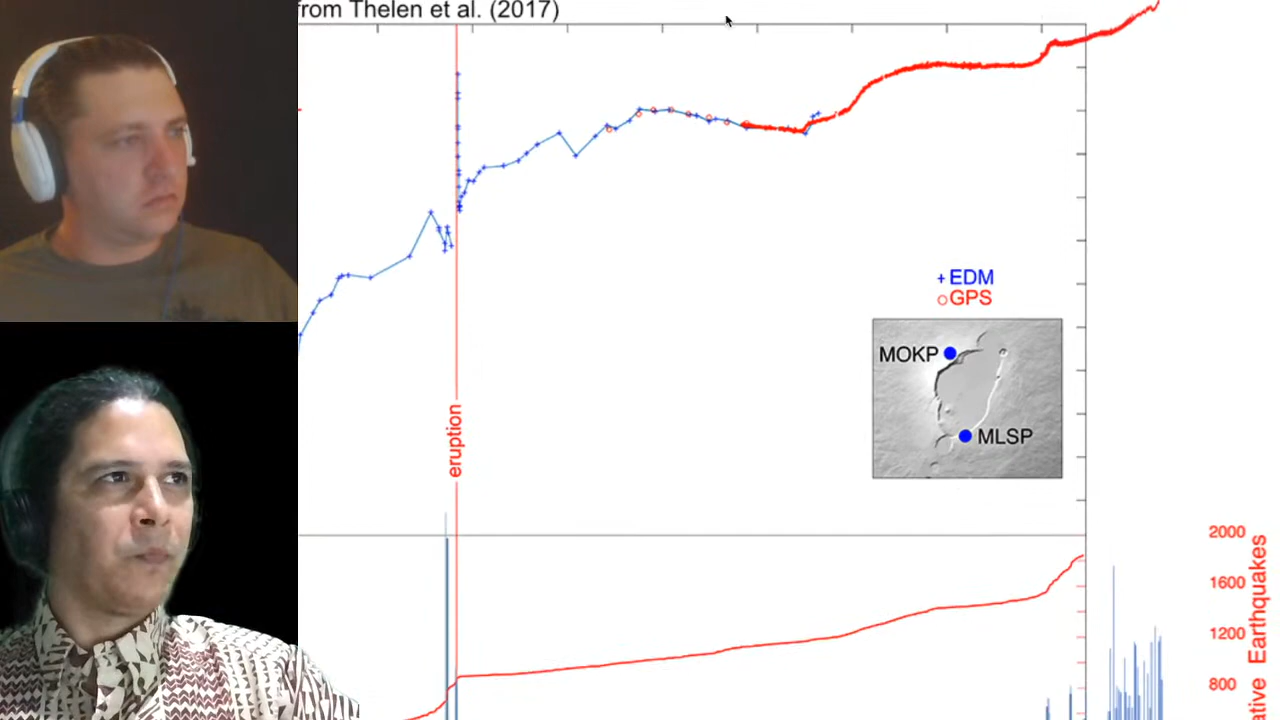 from Thelen et al. (2017)
eruption
+ EDM
○ GPS
MOKP
MLSP
2000
1600
1200
800
ative Earthquakes